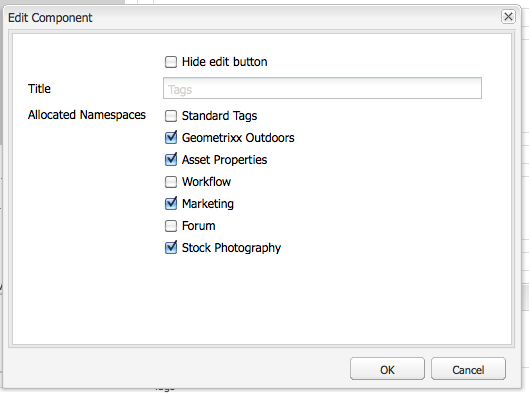 Edit Component
Hide edit button
Title
Tags
Allocated Namespaces
Standard Tags
Geometrixx Outdoors
Asset Properties
Workflow
Marketing
Forum
Stock Photography
OK
Cancel